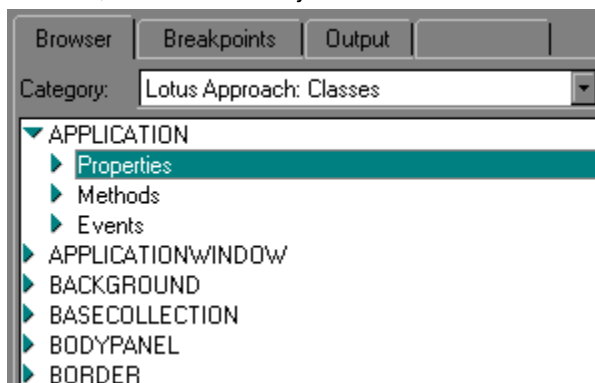 Browser Breakpoints Output
Category: Lotus Approach: Classes
APPLICATION
Properties
Methods
Events
APPLICATIONWINDOW
BACKGROUND
BASECOLLECTION
BODYPANEL
BORDER